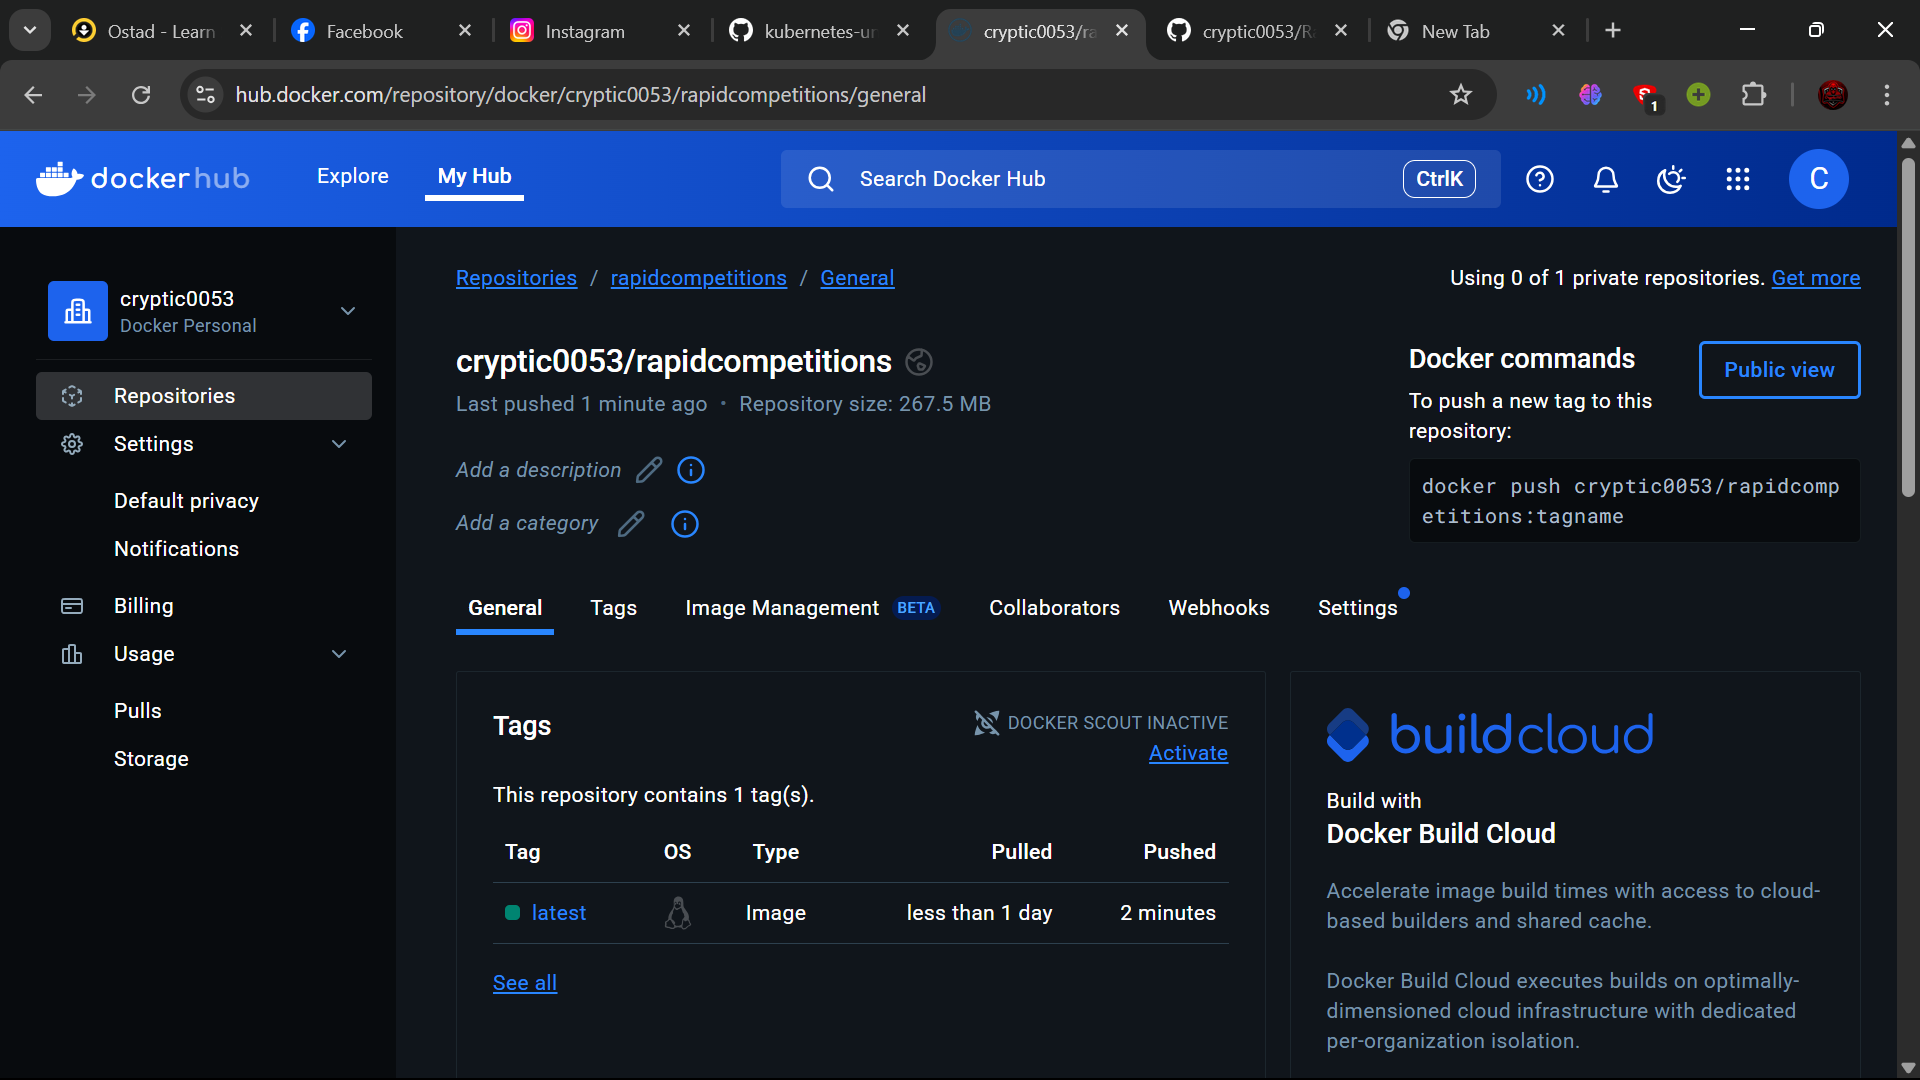 Ostad - Learn
Facebook
Instagram
kubernetes-ur
cryptic0053/ra
cryptic0053/Ra
New Tab
hub.docker.com/repository/docker/cryptic0053/rapidcompetitions/general
1
dockerhub
Explore
My Hub
Search Docker Hub
CtrlK
C
cryptic0053
Docker Personal
Repositories
Settings
Default privacy
Notifications
Billing
Usage
Pulls
Storage
Repositories / rapidcompetitions / General
Using 0 of 1 private repositories. Get more
cryptic0053/rapidcompetitions
Last pushed 1 minute ago • Repository size: 267.5 MB
Add a description
Add a category
Docker commands
Public view
To push a new tag to this
repository:
docker push cryptic0053/rapidcomp
etitions:tagname
General
Tags
Image Management BETA
Collaborators
Webhooks
Settings
Tags
DOCKER SCOUT INACTIVE
Activate
This repository contains 1 tag(s).
Tag OS Type Pulled Pushed
latest Image less than 1 day 2 minutes
See all
buildcloud
Build with
Docker Build Cloud
Accelerate image build times with access to cloud-
based builders and shared cache.
Docker Build Cloud executes builds on optimally-
dimensioned cloud infrastructure with dedicated
per-organization isolation.